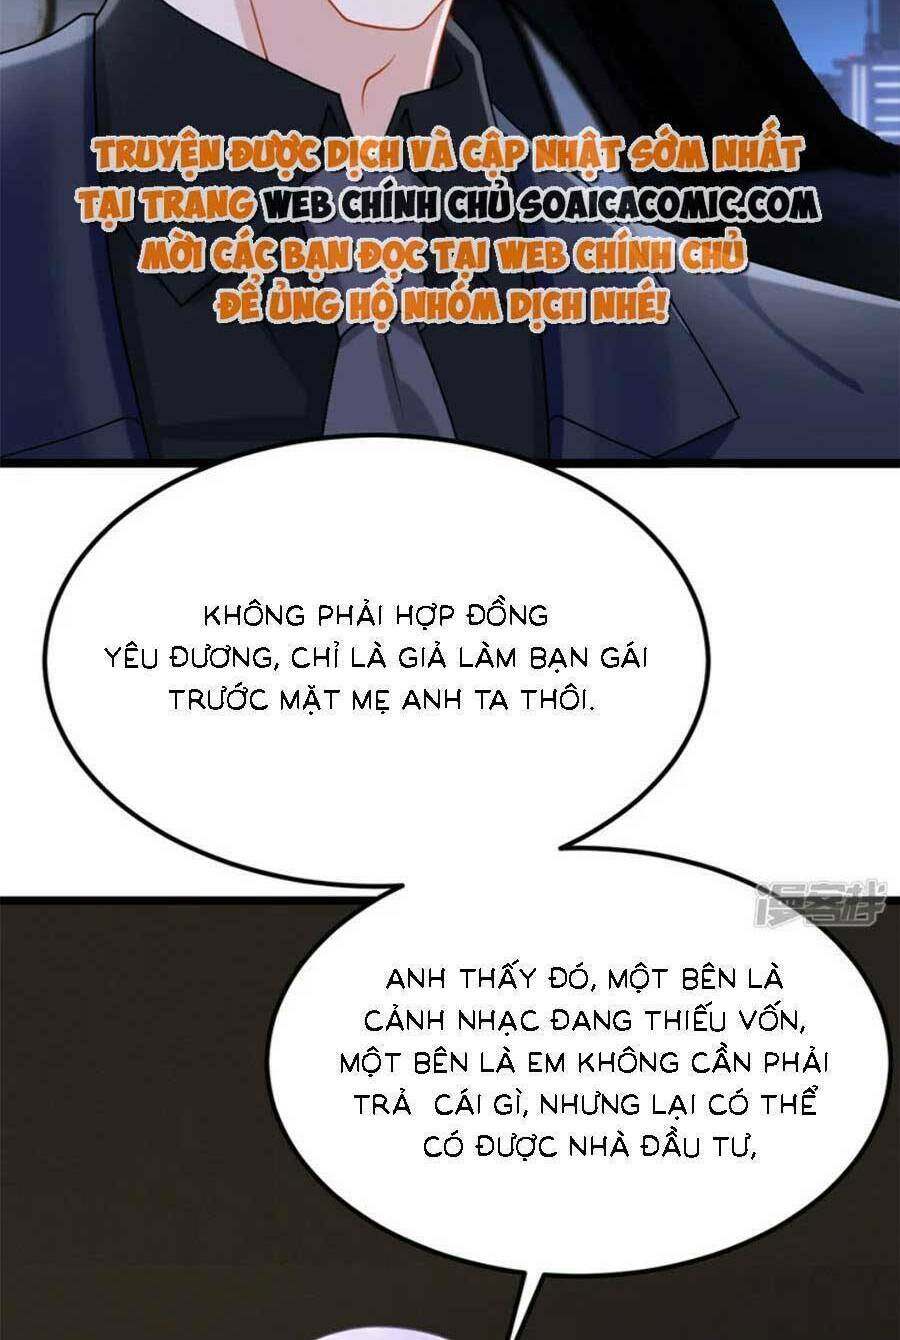 TRUYỆN ĐƯỢC DỊCH VÀ CẬP NHẬT SỚM NHẤT
TẠI TRANG WEB CHÍNH CHỦ SOAICACOMIC.COM
MỜI CÁC BẠN ĐỌC TẠI WEB CHÍNH CHỦ
ĐỂ ỦNG HỘ NHÓM DỊCH NHÉ!
KHÔNG PHẢI HỢP ĐỒNG
YÊU ĐƯƠNG, CHỈ LÀ GIẢ LÀM BẠN GÁI
TRƯỚC MẶT MẸ ANH TA THÔI.
漫客栈
ANH THẤY ĐÓ, MỘT BÊN LÀ
CẢNH NHẠC ĐANG THIẾU VỐN,
MỘT BÊN LÀ EM KHÔNG CẦN PHẢI
TRẢ CÁI GÌ, NHƯNG LẠI CÓ THỂ
CÓ ĐƯỢC NHÀ ĐẦU TƯ,